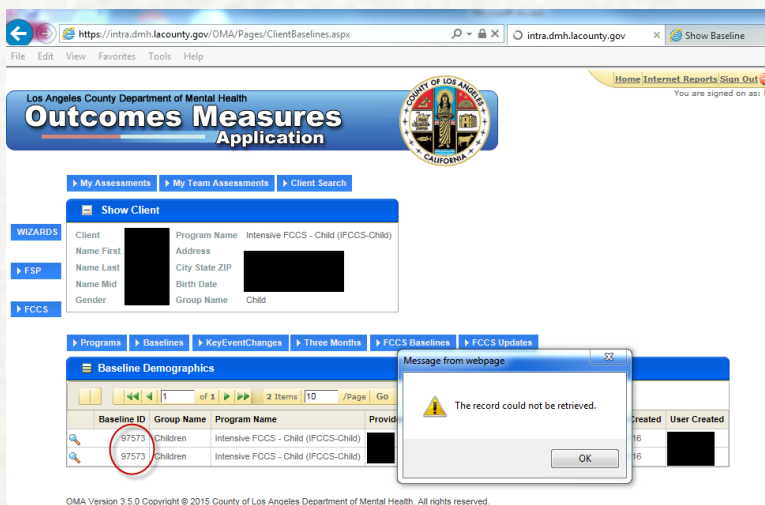 https://intra.dmh.lacounty.gov/OMA/Pages/ClientBaselines.aspx
intra.dmh.lacounty.gov
Show Baseline
File Edit View Favorites Tools Help
Home Internet Reports Sign Out
You are signed on as:
Los Angeles County Department of Mental Health
Outcomes Measures
Application
COUNTY OF LOS ANGELES
CALIFORNIA
My Assessments My Team Assessments Client Search
Show Client
WIZARDS
FSP
FCCS
Client Program Name Intensive FCCS - Child (IFCCS-Child)
Name First Address
Name Last City State ZIP
Name Mid Birth Date
Gender Group Name Child
Programs Baselines KeyEventChanges Three Months FCCS Baselines FCCS Updates
Baseline Demographics
1 of 1 2 Items 10 /Page Go
Baseline ID Group Name Program Name Created User Created
97573 Children Intensive FCCS - Child (IFCCS-Child) 16
97573 Children Intensive FCCS - Child (IFCCS-Child) 16
Message from webpage
The record could not be retrieved.
OK
OMA Version 3.5.0 Copyright © 2015 County of Los Angeles Department of Mental Health. All rights reserved.